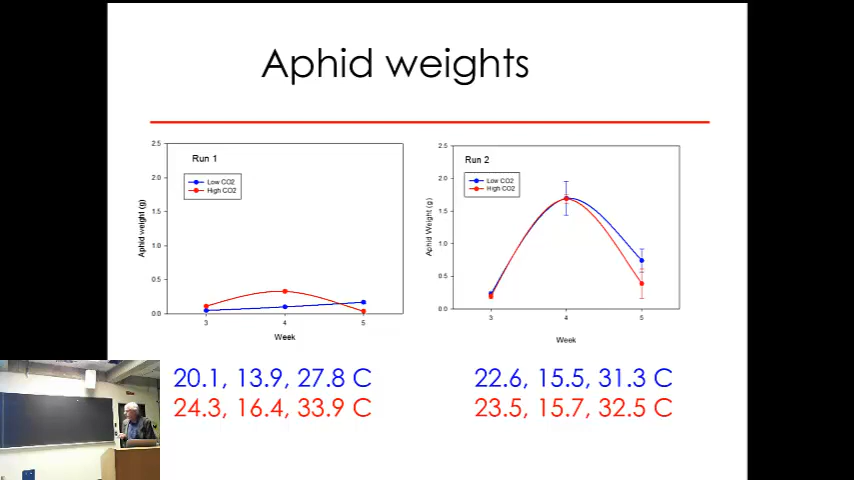 Aphid weights
Run 1
Low CO2
High CO2
2.5
2.0
1.5
1.0
0.5
0.0
Aphid weight (g)
3
4
5
Week
Run 2
Low CO2
High CO2
2.5
2.0
1.5
1.0
0.5
0.0
Aphid Weight (g)
3
4
5
Week
20.1, 13.9, 27.8 C
24.3, 16.4, 33.9 C
22.6, 15.5, 31.3 C
23.5, 15.7, 32.5 C